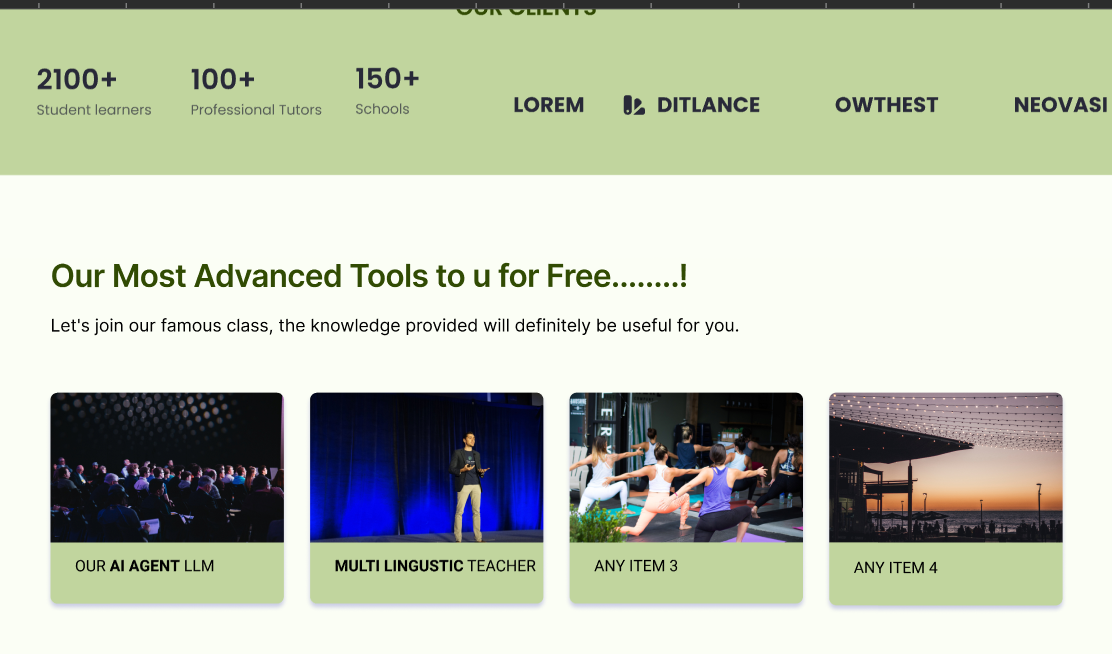 OUR CLIENTS
2100+ 100+ 150+
Student learners Professional Tutors Schools
LOREM DITLANCE OWTHEST NEOVASI
Our Most Advanced Tools to u for Free........!
Let's join our famous class, the knowledge provided will definitely be useful for you.
L E R
OUR AI AGENT LLM
MULTI LINGUSTIC TEACHER
ANY ITEM 3
ANY ITEM 4